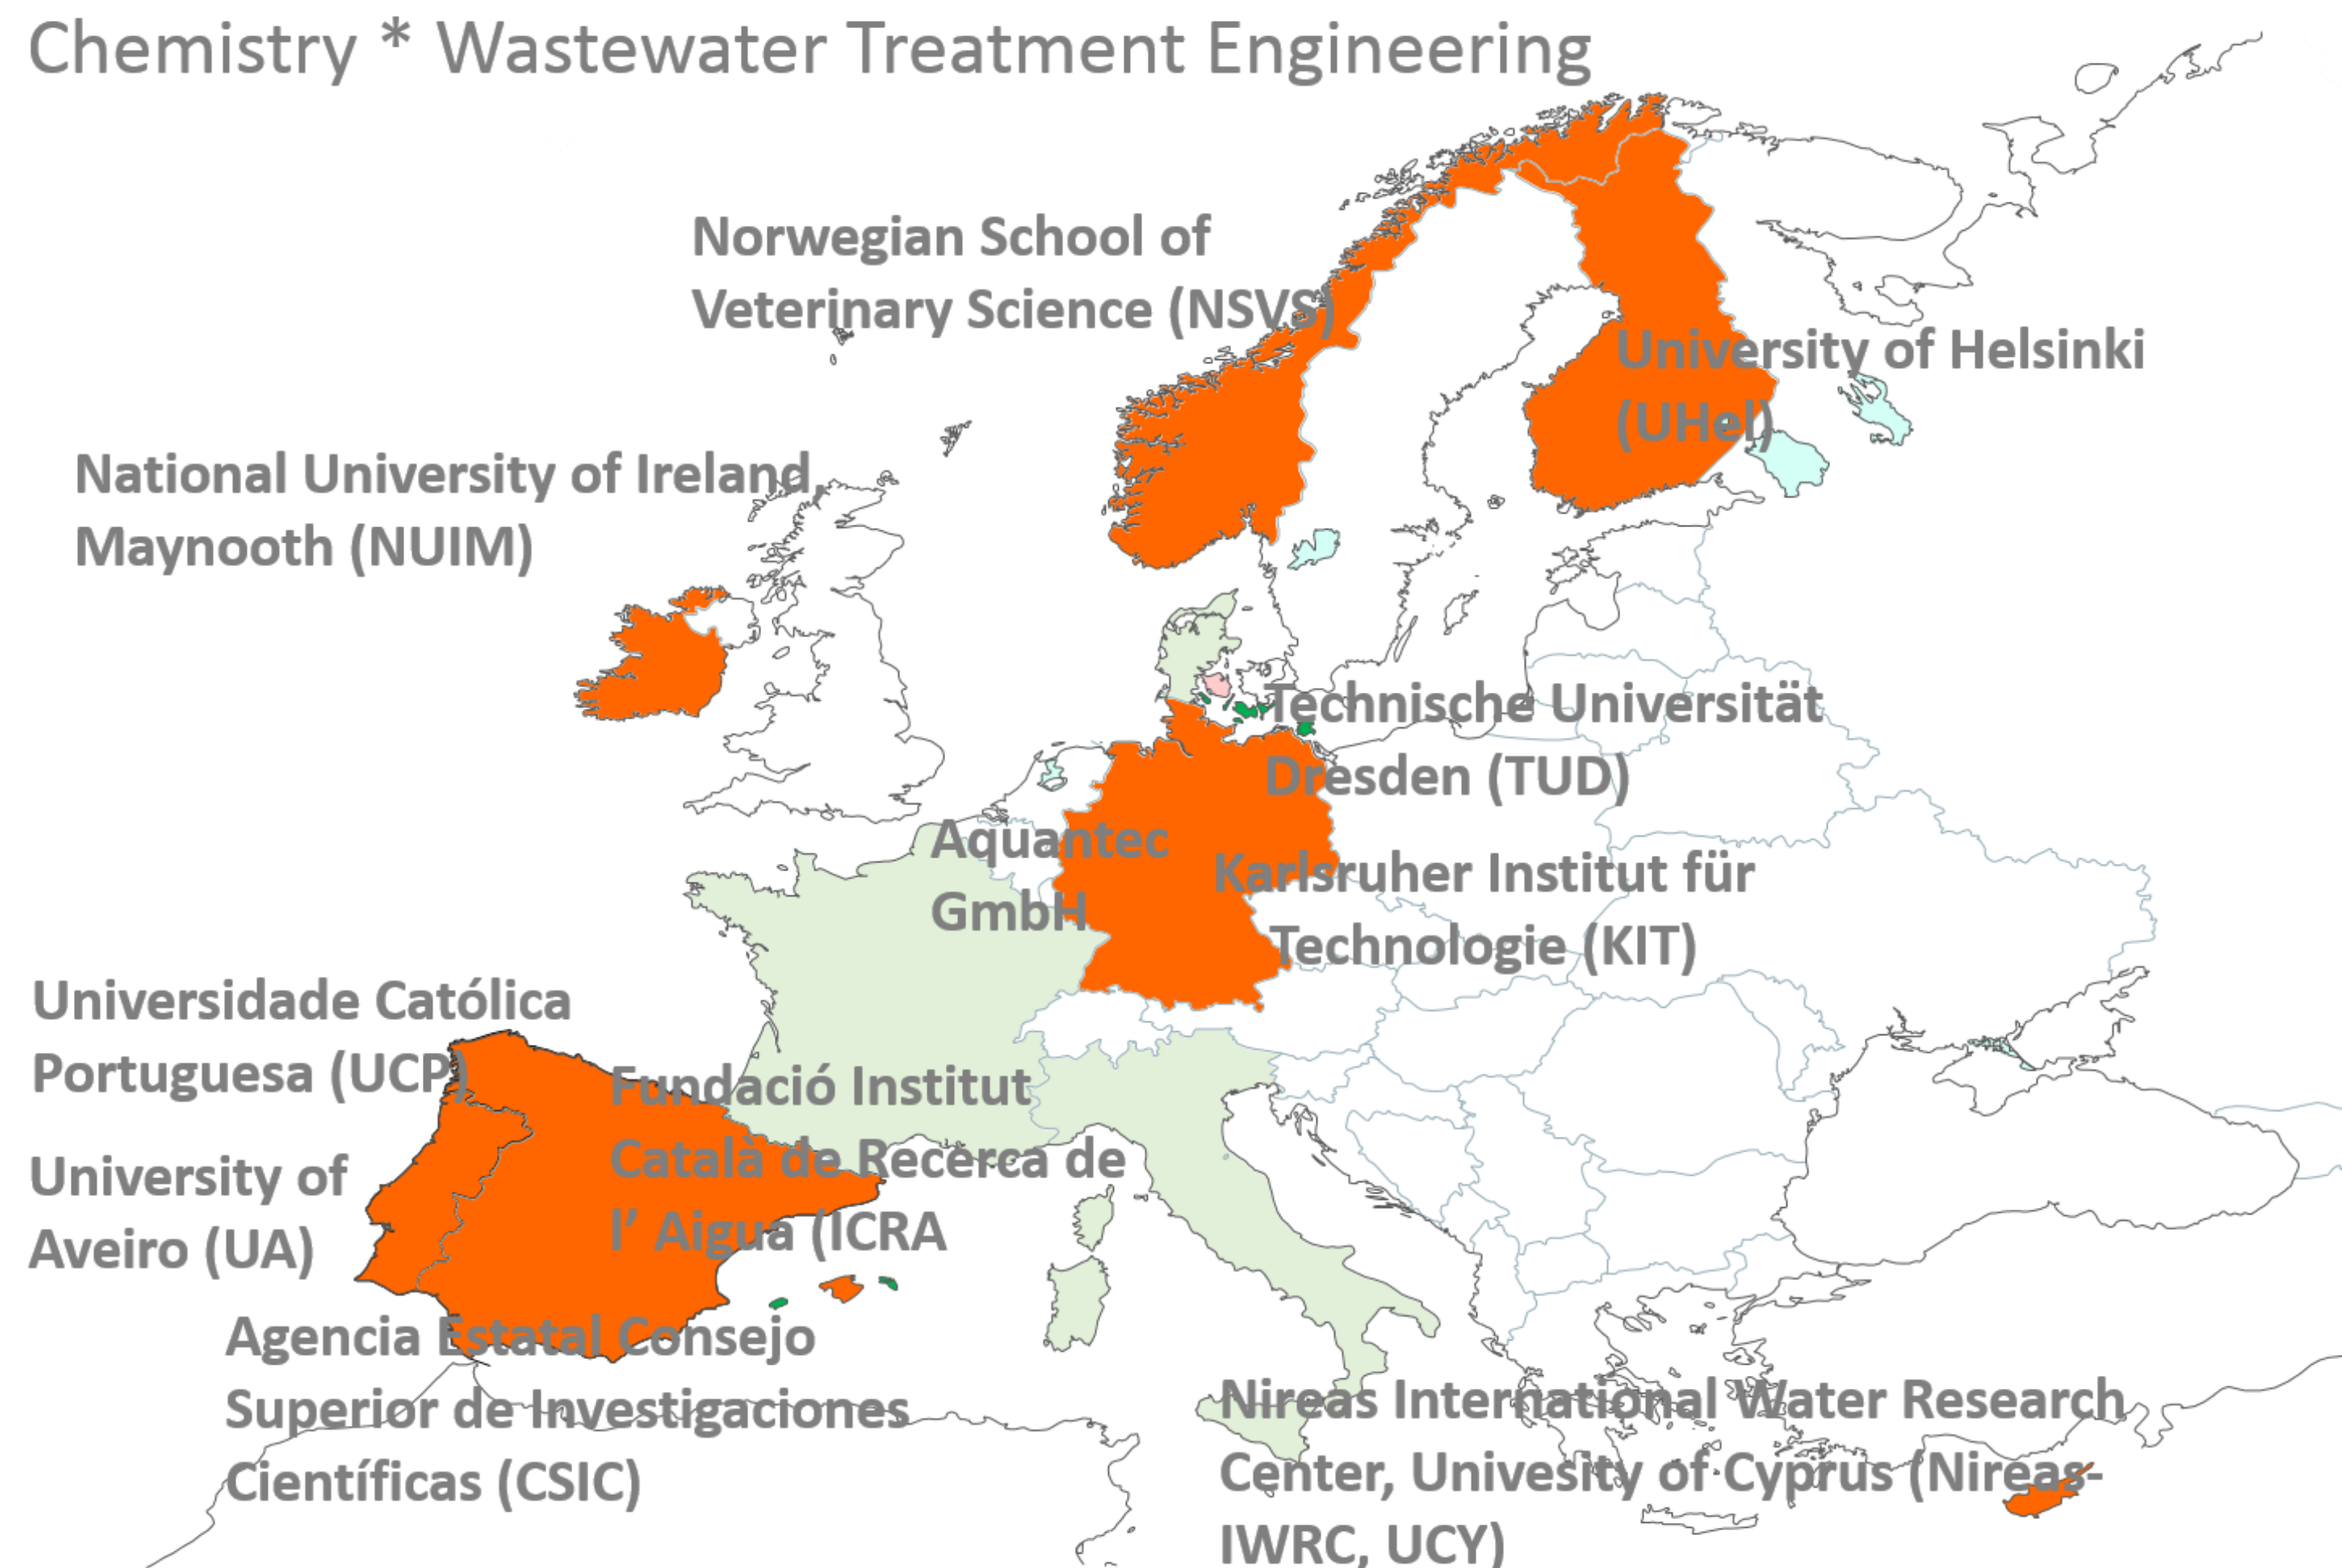 Chemistry * Wastewater Treatment Engineering
Norwegian School of
Veterinary Science (NSVS)
University of Helsinki
(UHel)
National University of Ireland,
Maynooth (NUIM)
Technische Universität
Dresden (TUD)
Aquantec
GmbH
Karlsruher Institut für
Technologie (KIT)
Universidade Católica
Portuguesa (UCP)
Fundació Institut
Català de Recerca de
l’ Aigua (ICRA
University of
Aveiro (UA)
Agencia Estatal Consejo
Superior de Investigaciones
Científicas (CSIC)
Nireas International Water Research
Center, Univesity of Cyprus (Nireas-
IWRC, UCY)